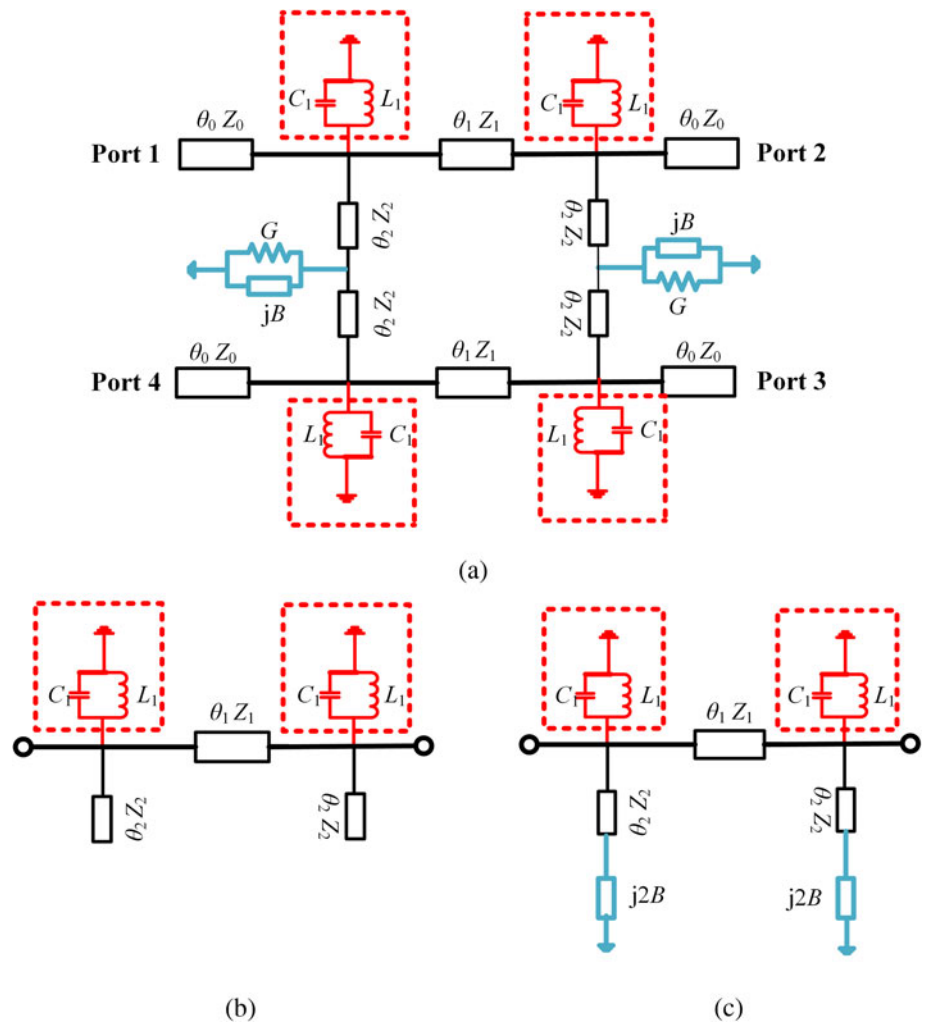 C₁ L₁ C₁ L₁
θ₀ Z₀ θ₁ Z₁ θ₀ Z₀
Port 1 Port 2
θ₂ Z₂ θ₂ Z₂
G jB
jB G
θ₂ Z₂ θ₂ Z₂
θ₀ Z₀ θ₁ Z₁ θ₀ Z₀
Port 4 Port 3
L₁ C₁ L₁ C₁
(a)
C₁ L₁ C₁ L₁ C₁ L₁ C₁ L₁
θ₁ Z₁ θ₁ Z₁
θ₂ Z₂ θ₂ Z₂ θ₂ Z₂ θ₂ Z₂
j2B j2B
(b) (c)